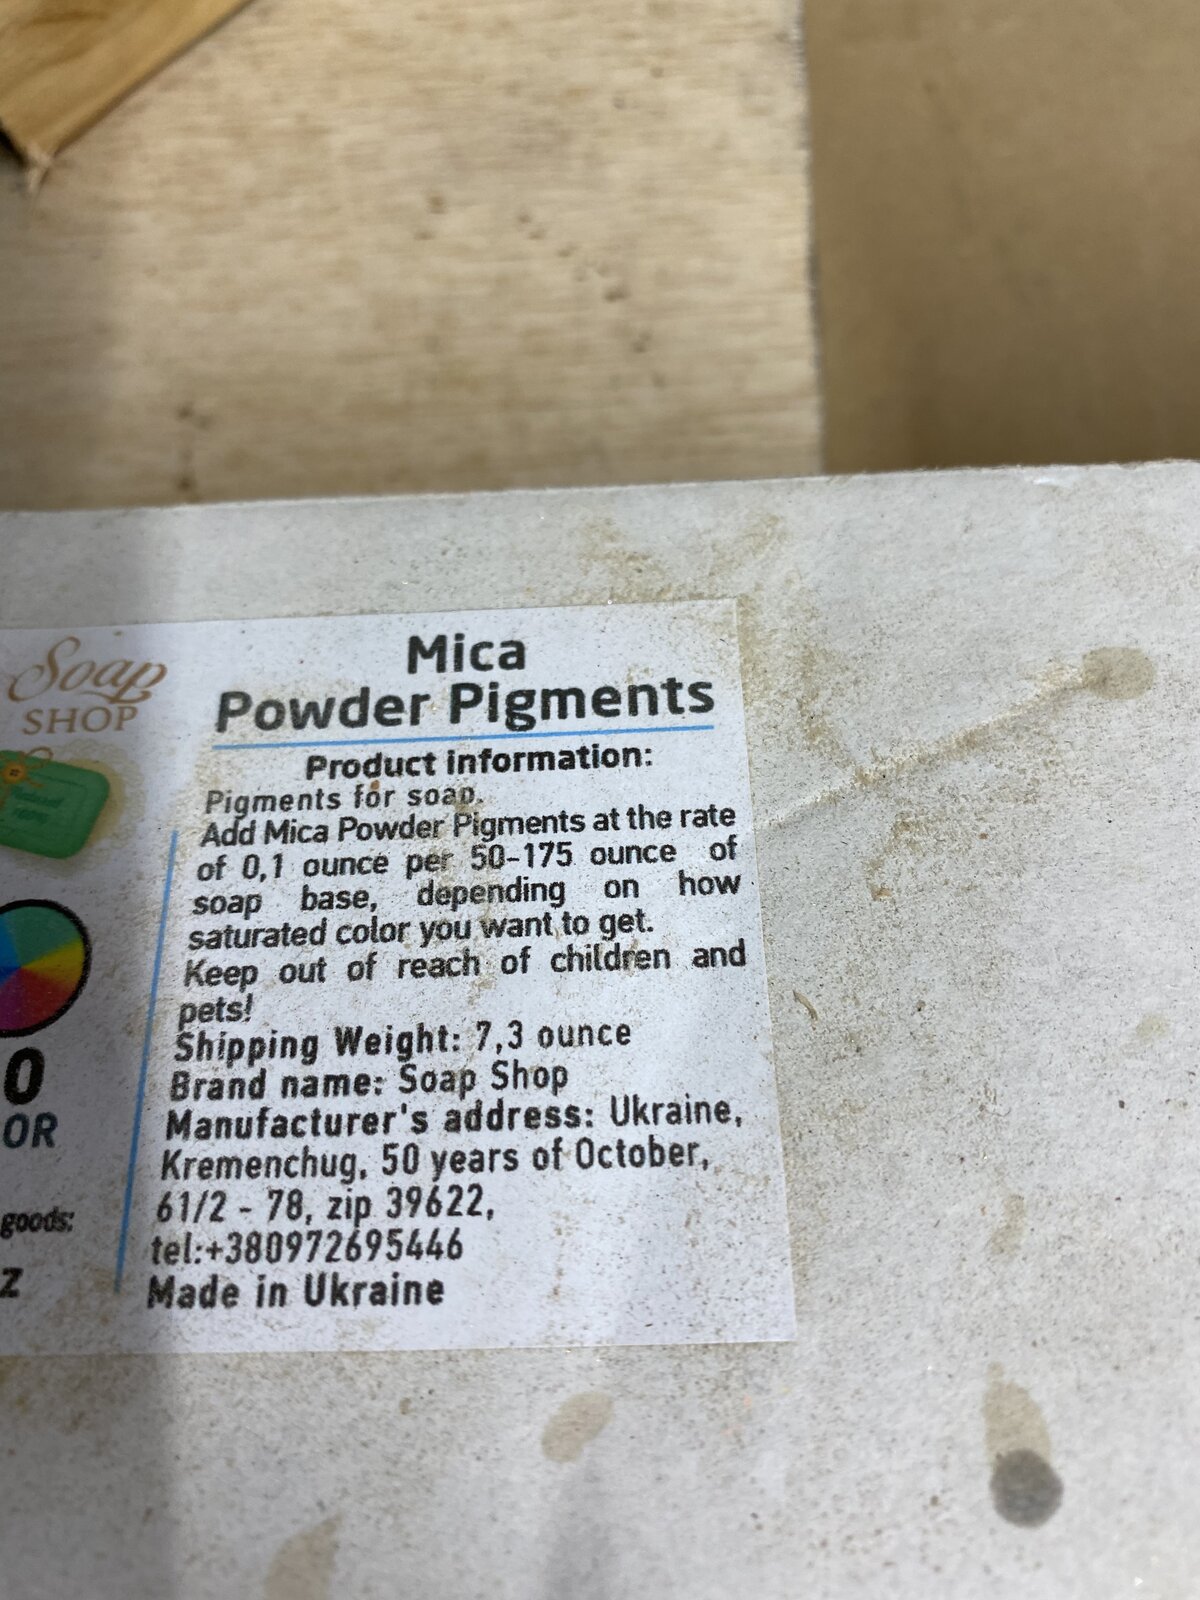 Soap
SHOP
0
OR
goods:
z
Mica
Powder Pigments
Product information:
Pigments for soap.
Add Mica Powder Pigments at the rate
of 0,1 ounce per 50-175 ounce of
soap base, depending on how
saturated color you want to get.
Keep out of reach of children and
pets!
Shipping Weight: 7,3 ounce
Brand name: Soap Shop
Manufacturer's address: Ukraine,
Kremenchug, 50 years of October,
61/2 - 78, zip 39622,
tel:+380972695446
Made in Ukraine